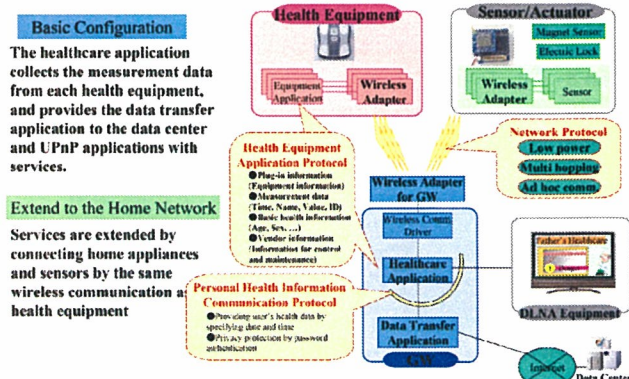 Basic Configuration
The healthcare application
collects the measurement data
from each health equipment,
and provides the data transfer
application to the data center
and UPnP applications with
services.
Extend to the Home Network
Services are extended by
connecting home appliances
and sensors by the same
wireless communication as
health equipment
Health Equipment
Equipment
Application
Wireless
Adapter
Sensor/Actuator
Magnet Sensor
Electric Lock
Wireless
Adapter
Sensor
Health Equipment
Application Protocol
●Plug-in information
(Equipment information)
●Measurement data
(Time, Name, Value, ID)
●Basic health information
(Age, Sex, ...)
●Vendor information
(Information for control
and maintenance)
Network Protocol
Low power
Multi hopping
Ad hoc comm.
Wireless Adapter
for GW
Wireless Comm.
Driver
Healthcare
Application
Personal Health Information
Communication Protocol
●Providing user's health data by
specifying date and time
●Privacy protection by password
authentication
Data Transfer
Application
GW
Father's Healthcare
DLNA Equipment
Internet
Data Center